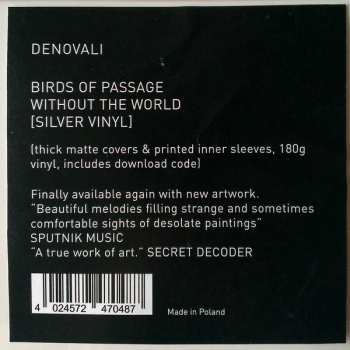 DENOVALI
BIRDS OF PASSAGE
WITHOUT THE WORLD
[SILVER VINYL]
(thick matte covers & printed inner sleeves, 180g
vinyl, includes download code)
Finally available again with new artwork.
"Beautiful melodies filling strange and sometimes
comfortable sights of desolate paintings"
SPUTNIK MUSIC
"A true work of art." SECRET DECODER
4 024572 470487
Made in Poland